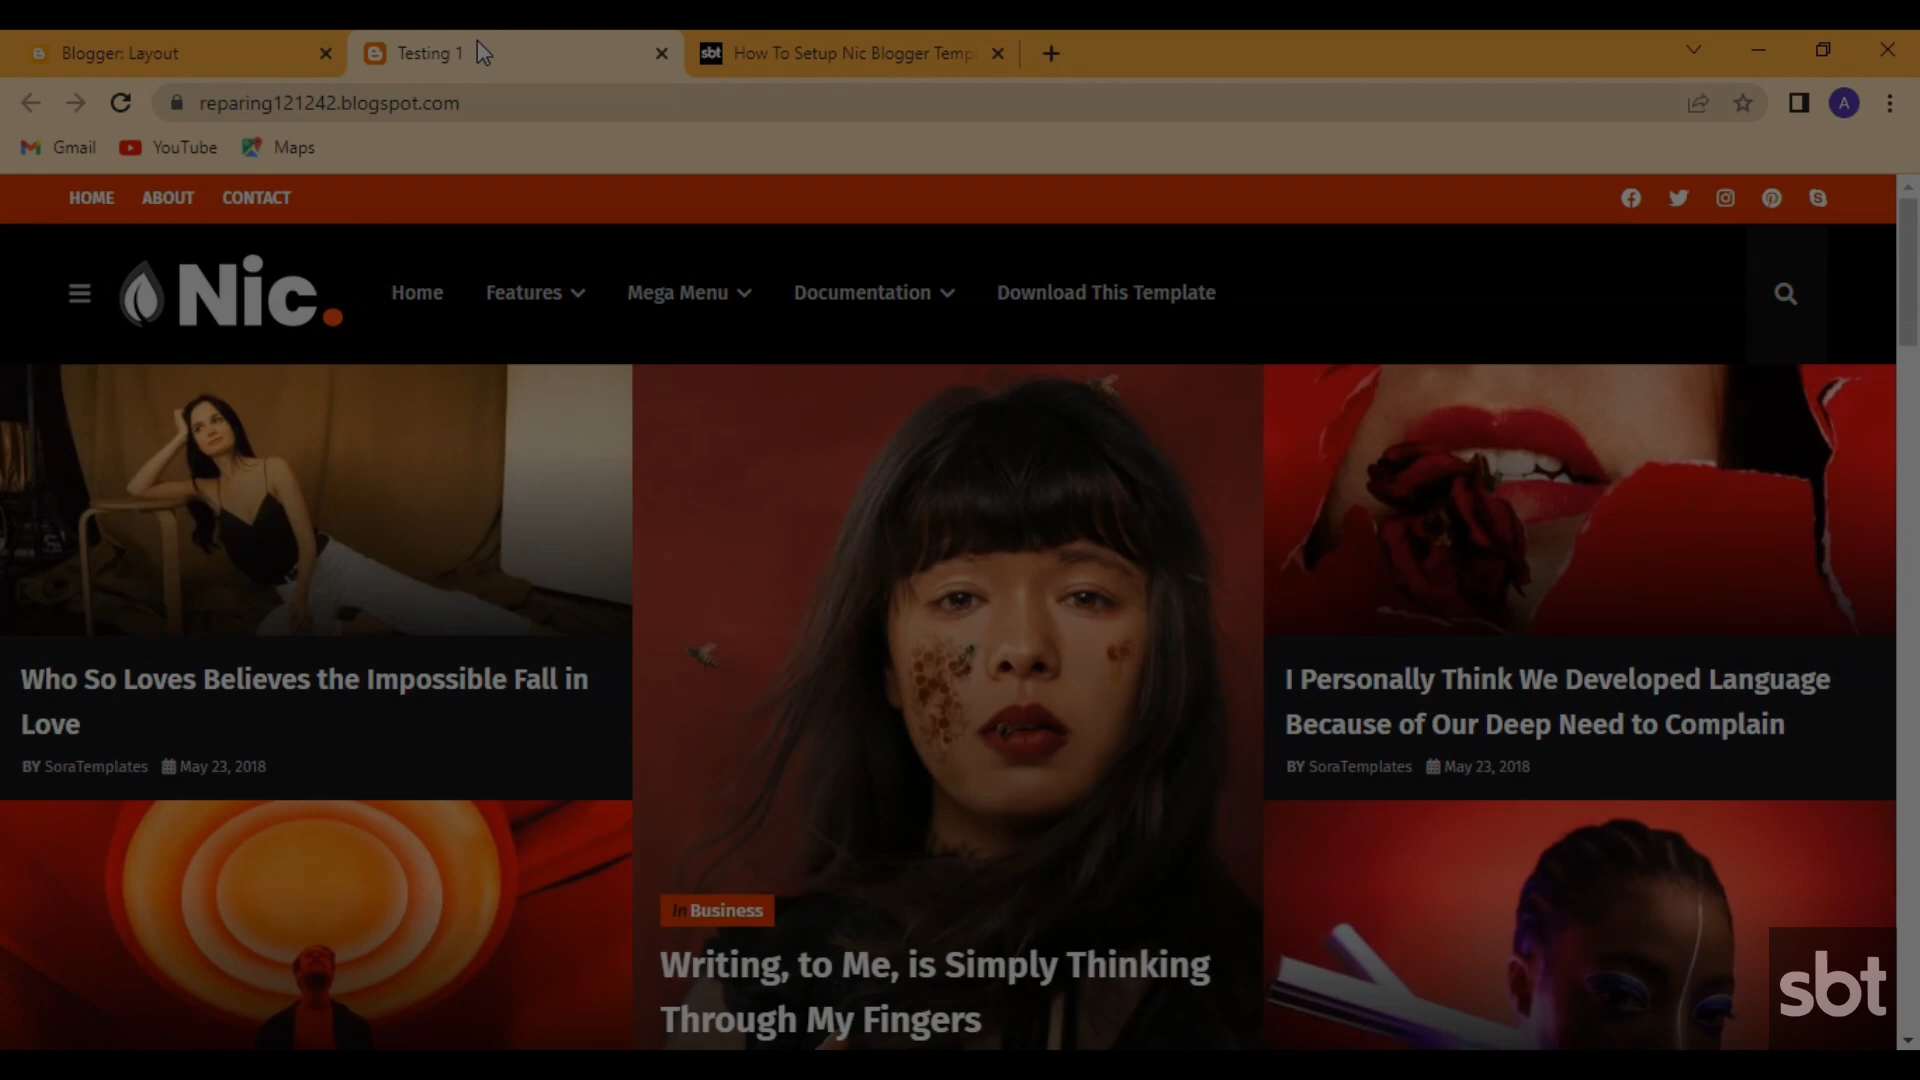 Blogger: Layout
Testing 1
sbt How To Setup Nic Blogger Temp
reparing121242.blogspot.com
A
Gmail YouTube Maps
HOME ABOUT CONTACT
Nic.
Home Features Mega Menu Documentation Download This Template
Who So Loves Believes the Impossible Fall in
Love
BY SoraTemplates May 23, 2018
In Business
Writing, to Me, is Simply Thinking
Through My Fingers
I Personally Think We Developed Language
Because of Our Deep Need to Complain
BY SoraTemplates May 23, 2018
sbt